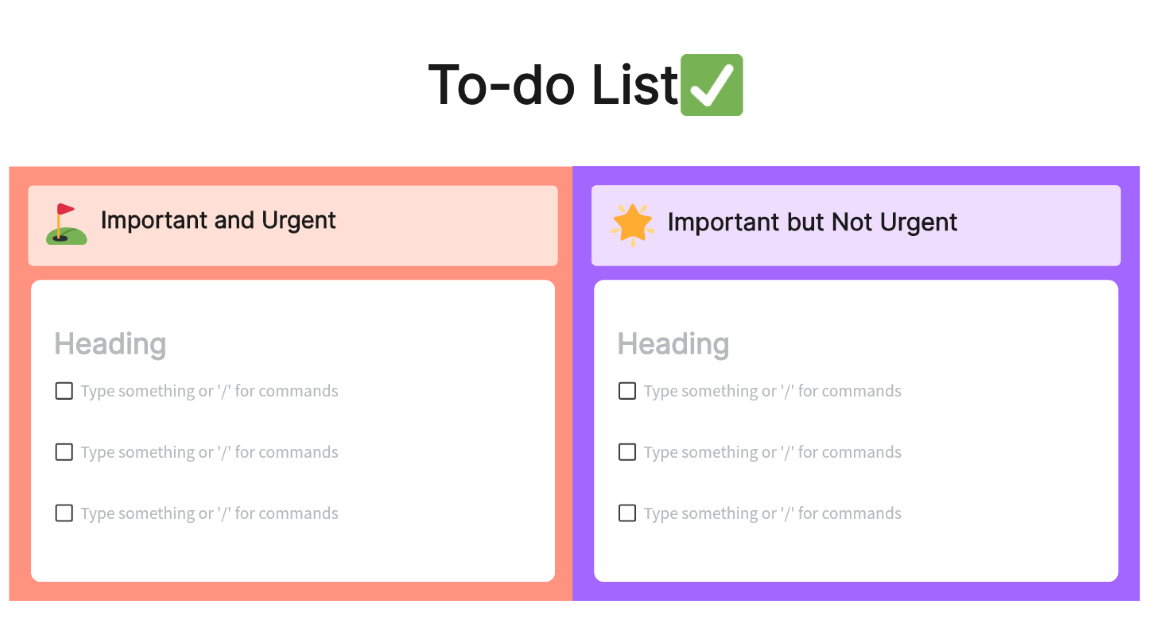 To-do List
Important and Urgent
Heading
Type something or '/' for commands
Type something or '/' for commands
Type something or '/' for commands
Important but Not Urgent
Heading
Type something or '/' for commands
Type something or '/' for commands
Type something or '/' for commands